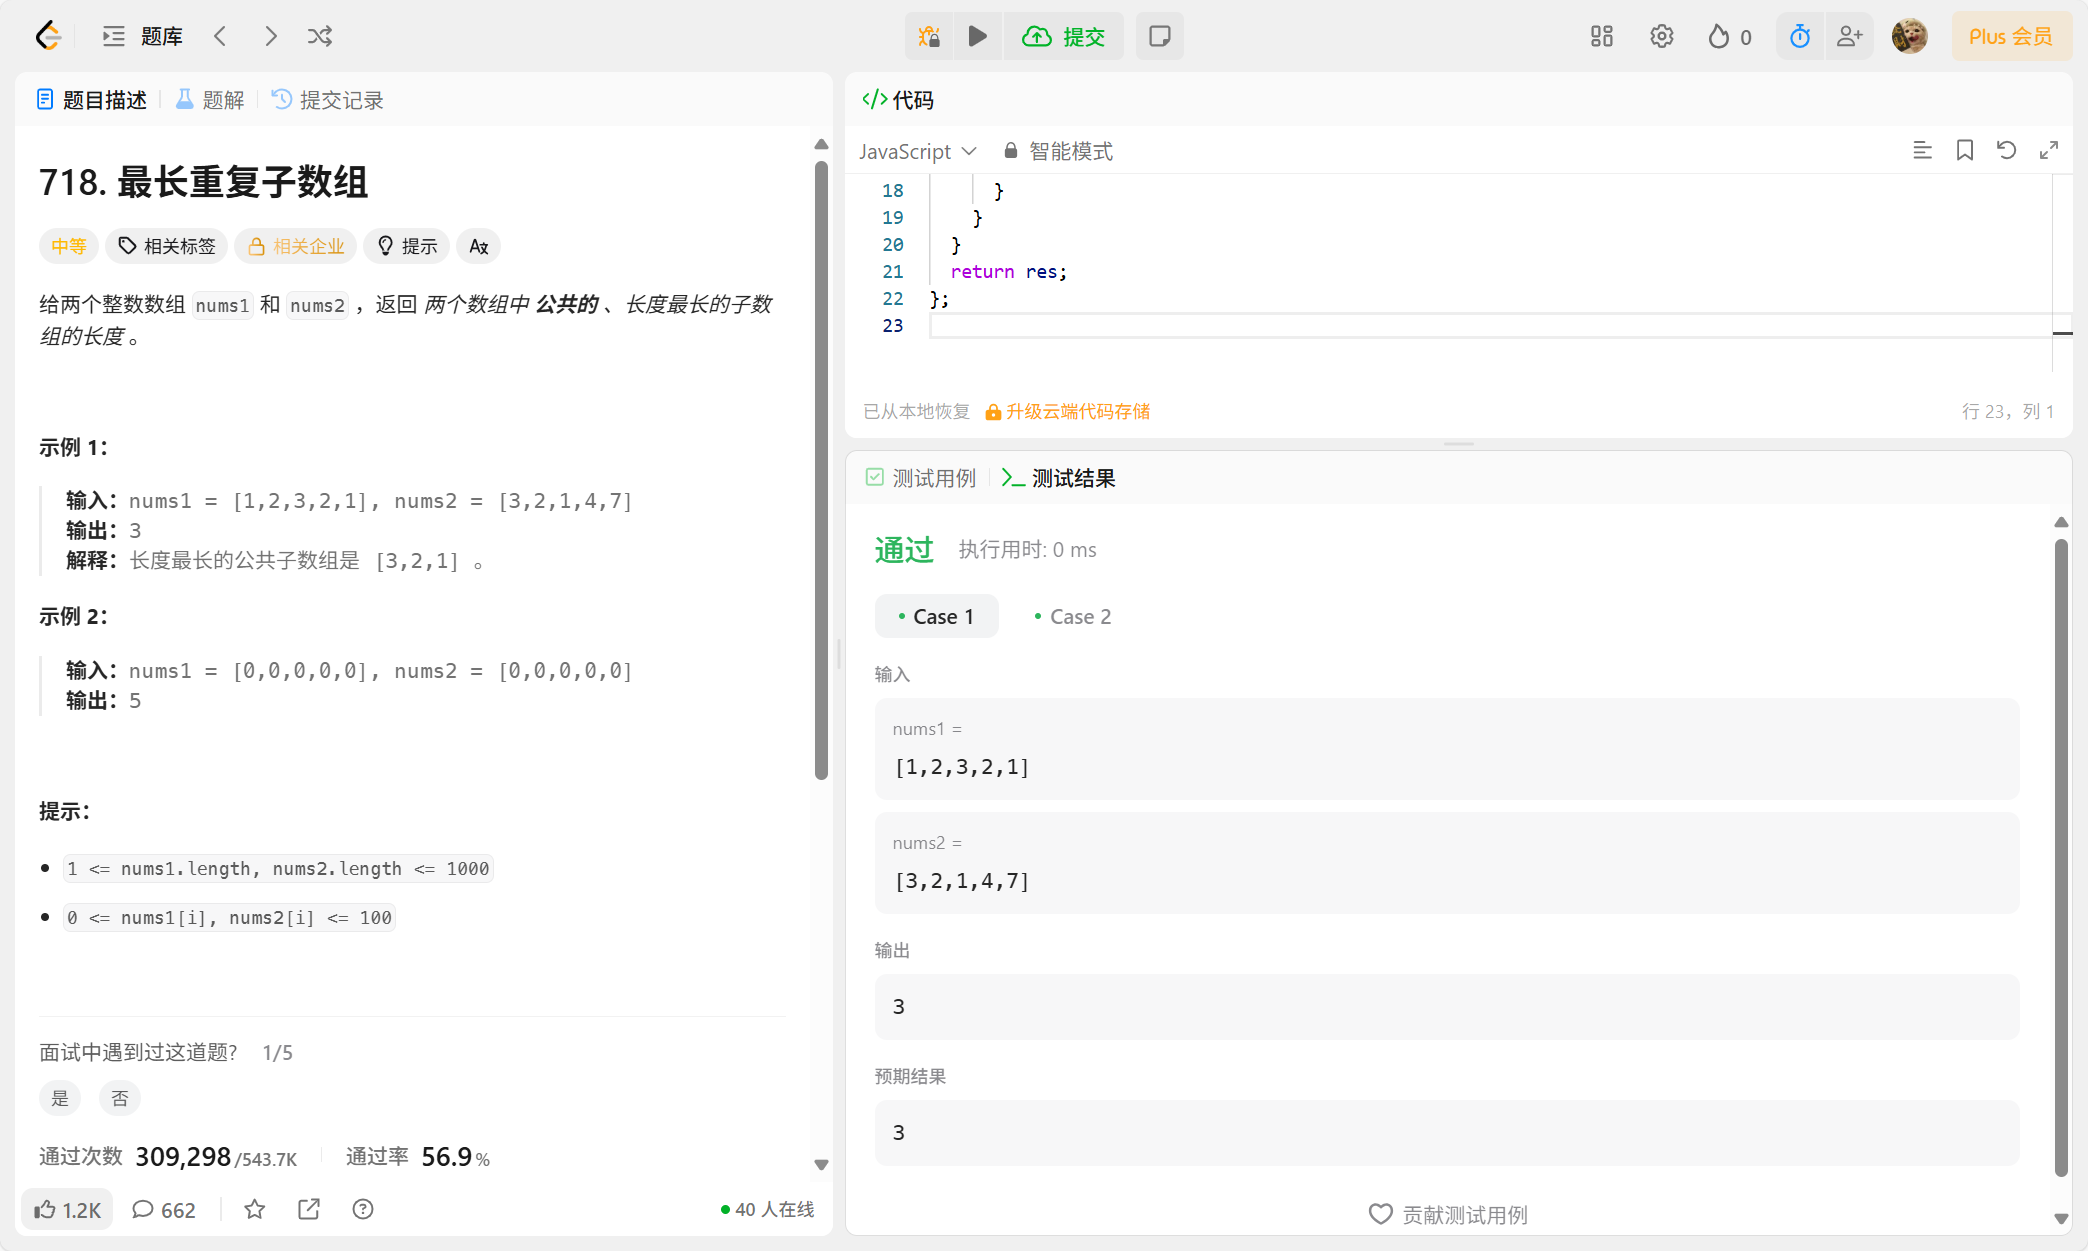 题库
提交
0
Plus 会员
题目描述
题解
提交记录
718. 最长重复子数组
中等
相关标签
相关企业
提示
给两个整数数组 nums1 和 nums2 ，返回 两个数组中 公共的 、长度最长的子数
组的长度 。
示例 1：
输入：nums1 = [1,2,3,2,1], nums2 = [3,2,1,4,7]
输出：3
解释：长度最长的公共子数组是 [3,2,1] 。
示例 2：
输入：nums1 = [0,0,0,0,0], nums2 = [0,0,0,0,0]
输出：5
提示：
1 <= nums1.length, nums2.length <= 1000
0 <= nums1[i], nums2[i] <= 100
面试中遇到过这道题? 1/5
是
否
通过次数 309,298/543.7K
通过率 56.9%
1.2K
662
40 人在线
</>代码
JavaScript
智能模式
18 }
19 }
20 }
21 return res;
22 };
23
已从本地恢复
升级云端代码存储
行 23，列 1
测试用例
测试结果
通过
执行用时: 0 ms
Case 1
Case 2
输入
nums1 =
[1,2,3,2,1]
nums2 =
[3,2,1,4,7]
输出
3
预期结果
3
贡献测试用例